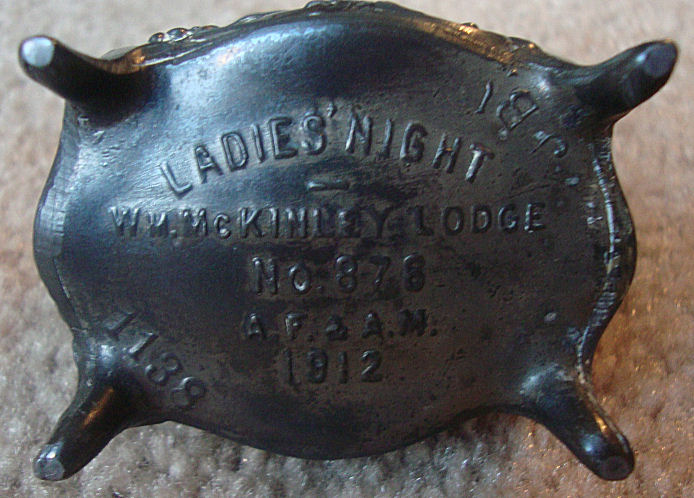 LADIES' NIGHT
—
WM. McKINLEY LODGE
No. 876
A.F. & A.M.
1912
1138
J.B.